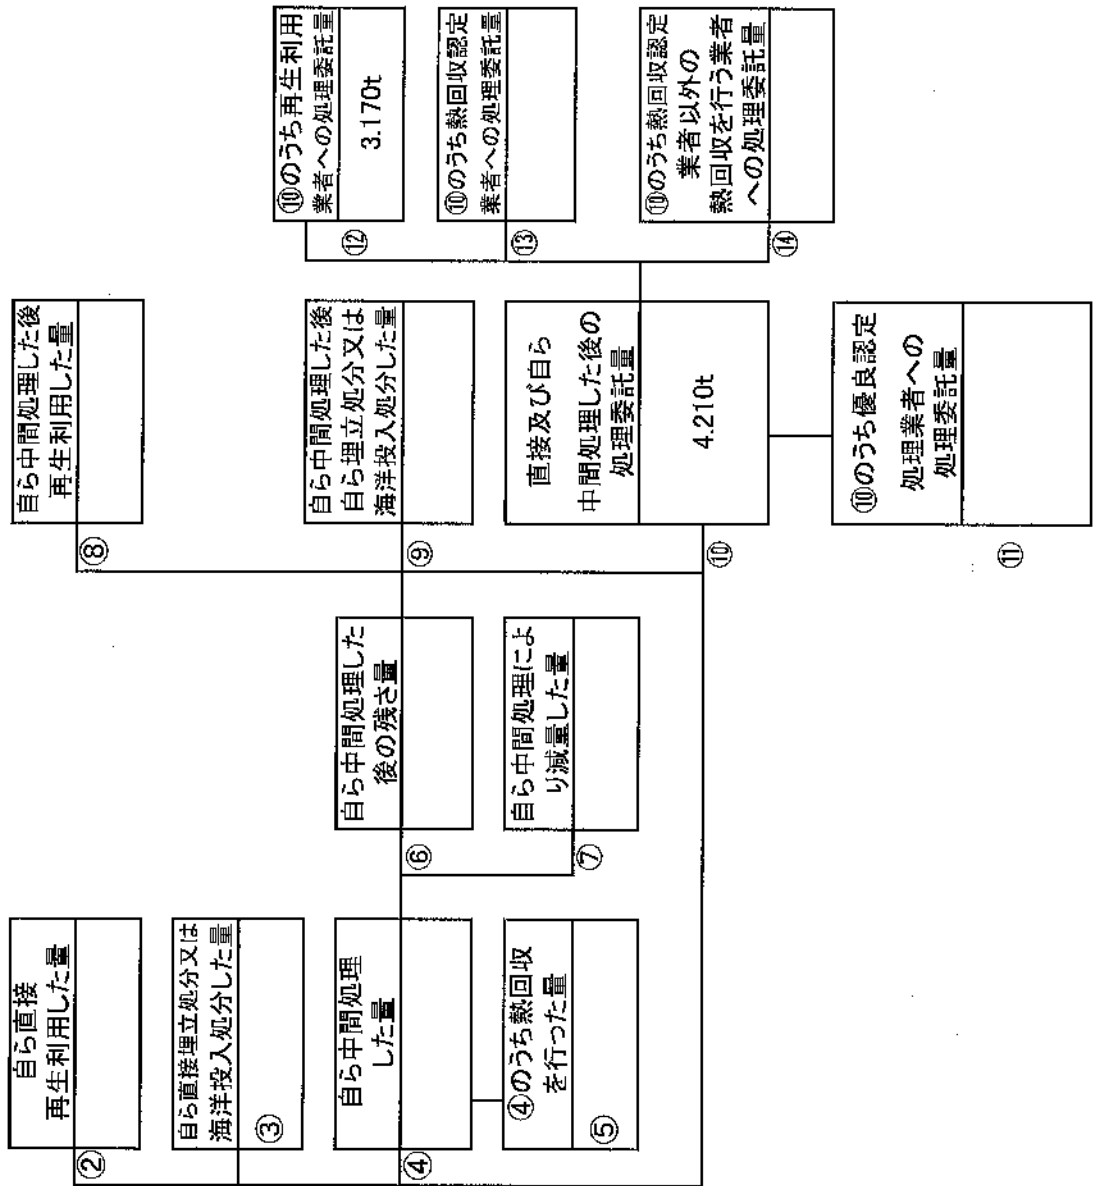 ②
自ら直接
再生利用した量
③
自ら直接埋立処分又は
海洋投入処分した量
④
自ら中間処理
した量
⑤
④のうち熱回収
を行った量
⑥
自ら中間処理した
後の残さ量
⑦
自ら中間処理によ
り減量した量
⑧
自ら中間処理した後
再生利用した量
⑨
自ら中間処理した後
自ら埋立処分又は
海洋投入処分した量
⑩
直接及び自ら
中間処理した後の
処理委託量
4.210t
⑪
⑩のうち優良認定
処理業者への
処理委託量
⑫
⑩のうち再生利用
業者への処理委託量
3.170t
⑬
⑩のうち熱回収認定
業者への処理委託量
⑭
⑩のうち熱回収認定
業者以外の
熱回収を行う業者
への処理委託量